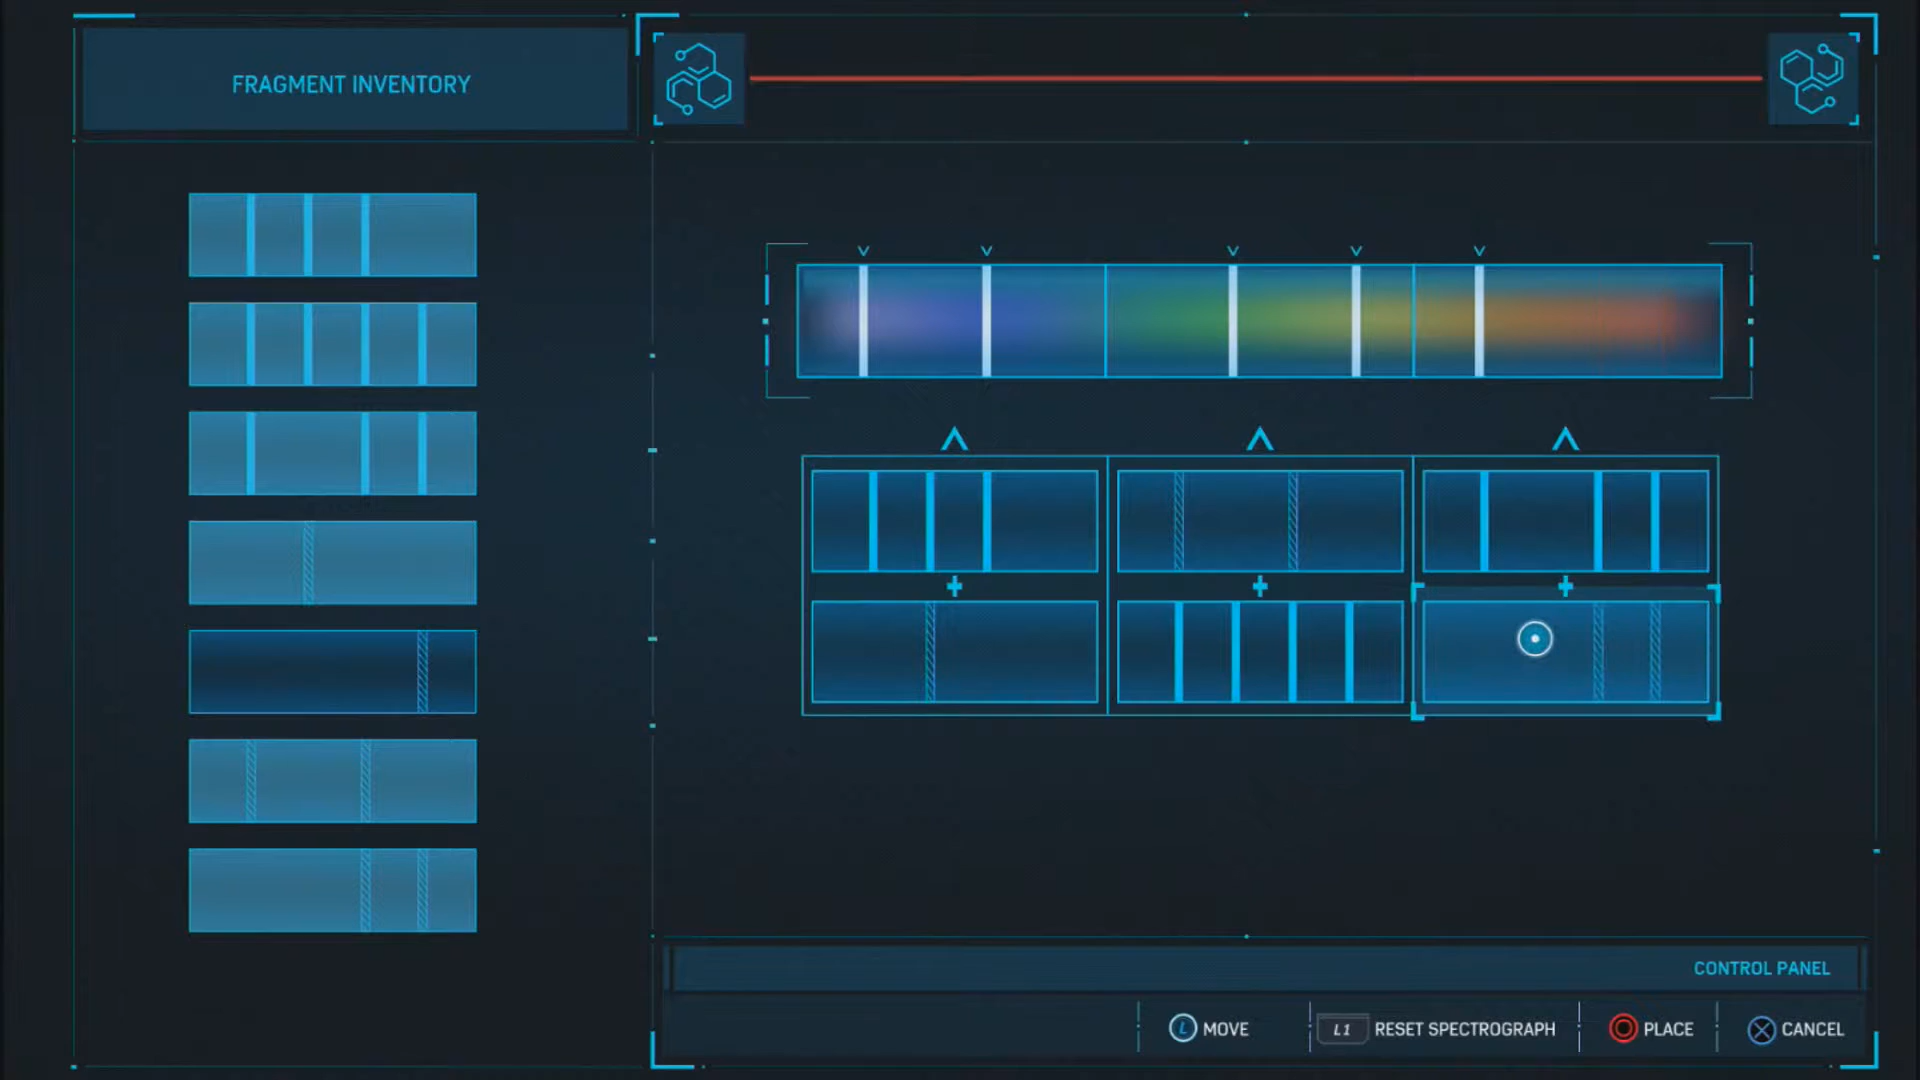 FRAGMENT INVENTORY
CONTROL PANEL
L MOVE
L1 RESET SPECTROGRAPH
PLACE
CANCEL